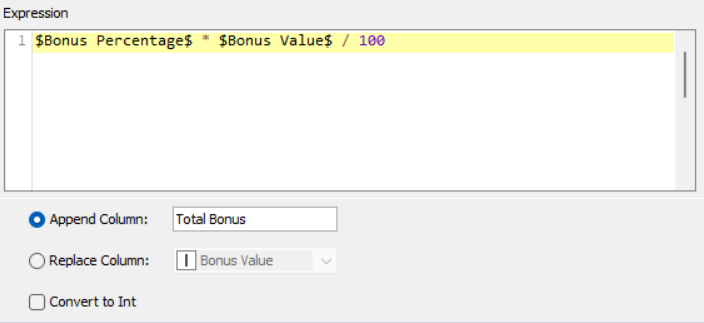 Expression
1 $Bonus Percentage$ * $Bonus Value$ / 100
Append Column: Total Bonus
Replace Column: I Bonus Value
Convert to Int